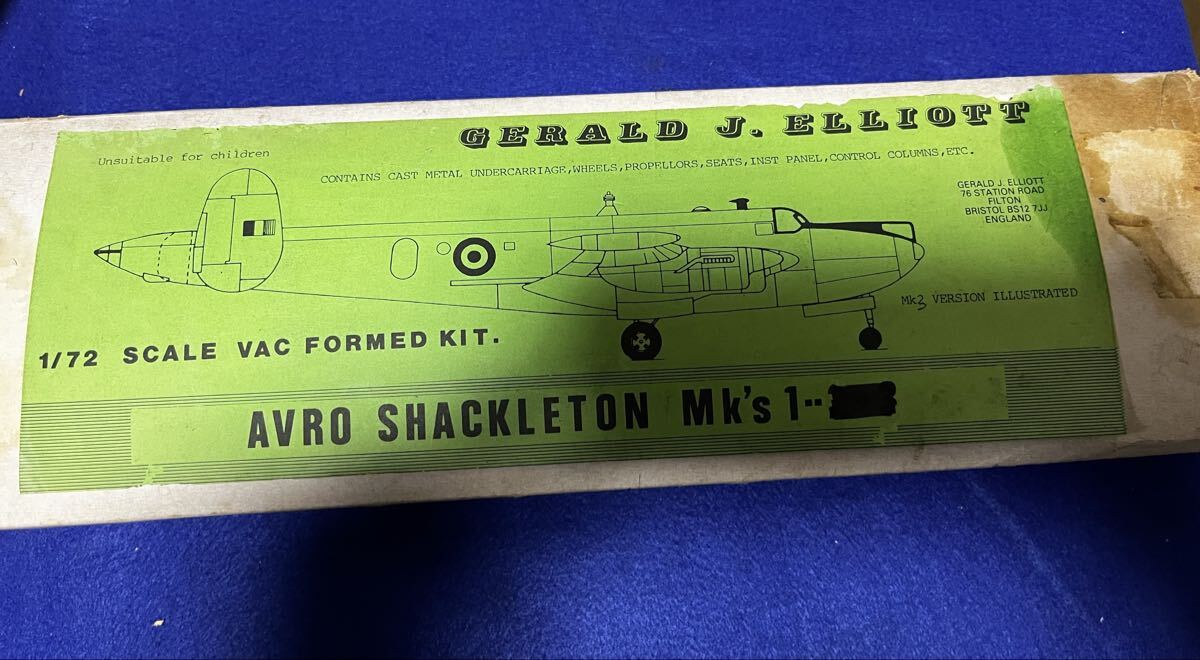 GERALD J. ELLIOTT
Unsuitable for children
CONTAINS CAST METAL UNDERCARRIAGE,WHEELS,PROPELLORS,SEATS,INST PANEL,CONTROL COLUMNS,ETC.
GERALD J. ELLIOTT
76 STATION ROAD
FILTON
BRISTOL BS12 7JJ
ENGLAND
Mk3 VERSION ILLUSTRATED
1/72 SCALE VAC FORMED KIT.
AVRO SHACKLETON Mk's 1--